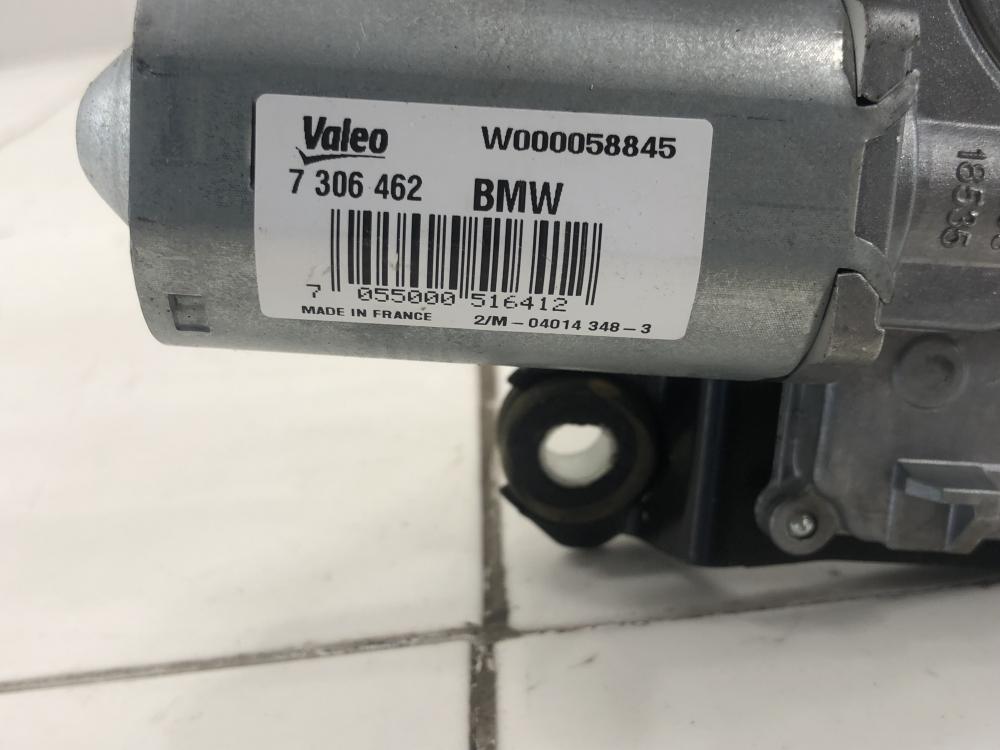 Valeo W000058845
7 306 462 BMW
7 055000 516412
MADE IN FRANCE 2/M-04014 348-3
18535